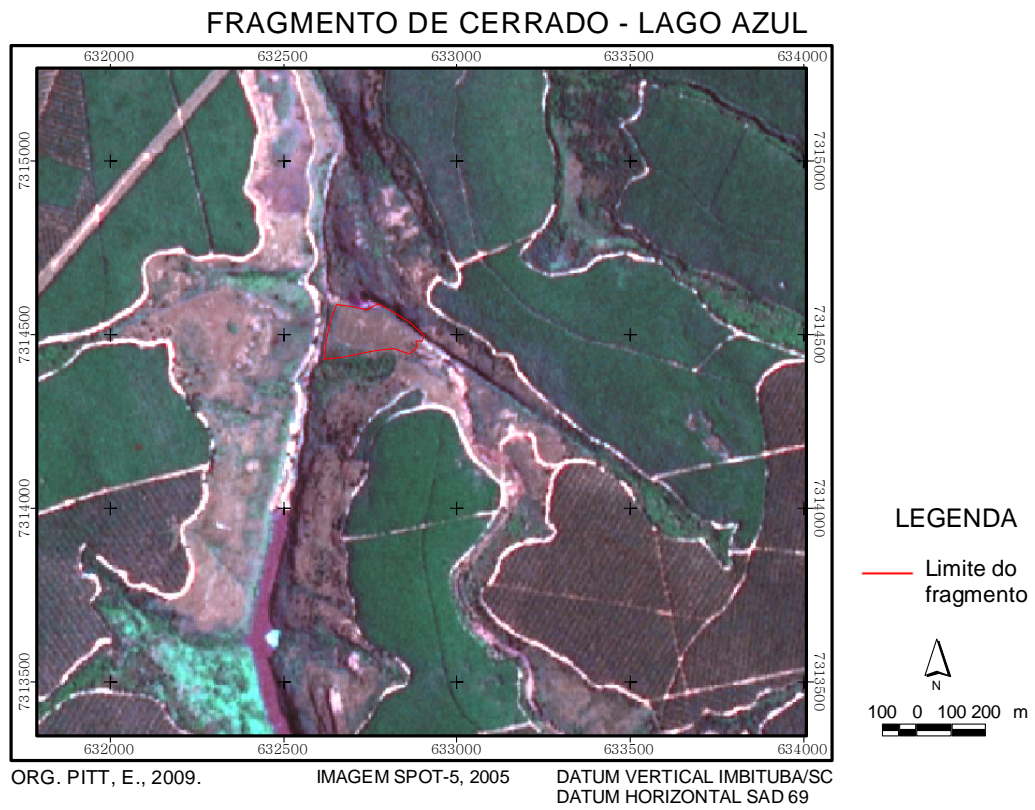 FRAGMENTO DE CERRADO - LAGO AZUL
632000 632500 633000 633500 634000
7315000 7315000
7314500 7314500
7314000 7314000
7313500 7313500
632000 632500 633000 633500 634000
LEGENDA
Limite do
fragmento
N
100 0 100 200 m
ORG. PITT, E., 2009. IMAGEM SPOT-5, 2005 DATUM VERTICAL IMBITUBA/SC
DATUM HORIZONTAL SAD 69